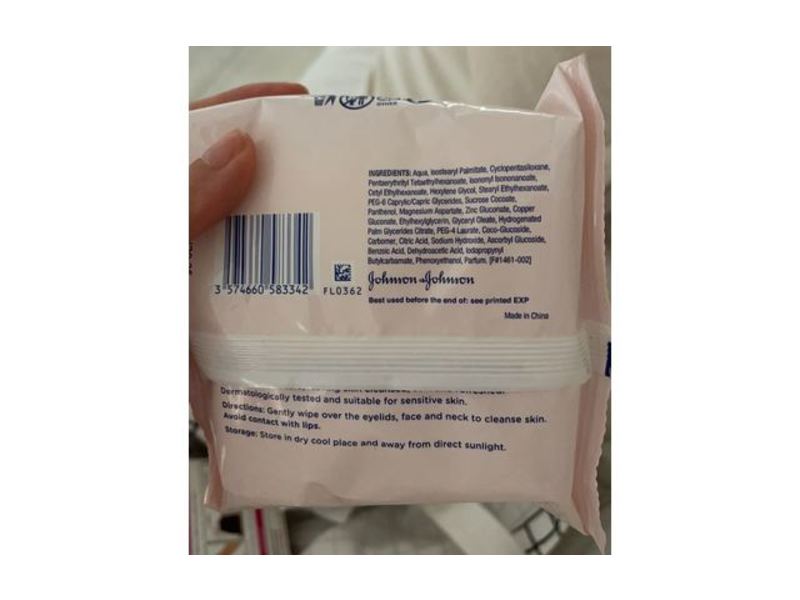 INGREDIENTS: Aqua, Isostearyl Palmitate, Cyclopentasiloxane,
Pentaerythrityl Tetraethylhexanoate, Isononyl Isononanoate,
Cetyl Ethylhexanoate, Hexylene Glycol, Stearyl Ethylhexanoate,
PEG-6 Caprylic/Capric Glycerides, Sucrose Cocoate,
Panthenol, Magnesium Aspartate, Zinc Gluconate, Copper
Gluconate, Ethylhexylglycerin, Glyceryl Oleate, Hydrogenated
Palm Glycerides Citrate, PEG-4 Laurate, Coco-Glucoside,
Carbomer, Citric Acid, Sodium Hydroxide, Ascorbyl Glucoside,
Benzoic Acid, Dehydroacetic Acid, Iodopropynyl
Butylcarbamate, Phenoxyethanol, Parfum. [F#1461-002]
3 574660 583342
FL0362
Johnson & Johnson
Best used before the end of: see printed EXP
Made in China
Dermatologically tested and suitable for sensitive skin.
Directions: Gently wipe over the eyelids, face and neck to cleanse skin.
Avoid contact with lips.
Storage: Store in dry cool place and away from direct sunlight.